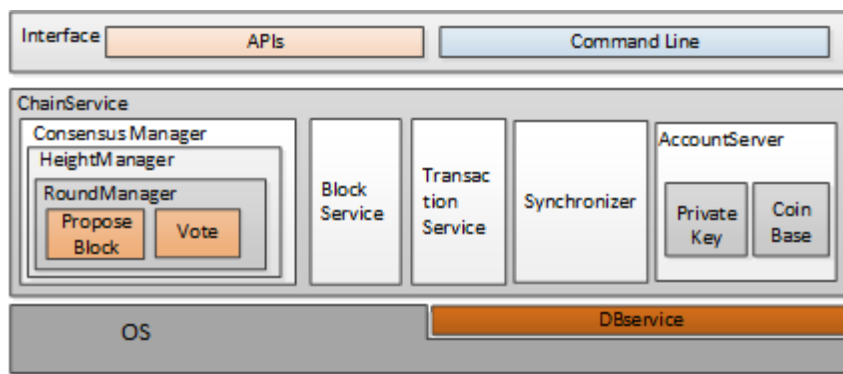 Interface
APIs
Command Line
ChainService
Consensus Manager
HeightManager
RoundManager
Propose
Block
Vote
Block
Service
Transac
tion
Service
Synchronizer
AccountServer
Private
Key
Coin
Base
OS
DBservice